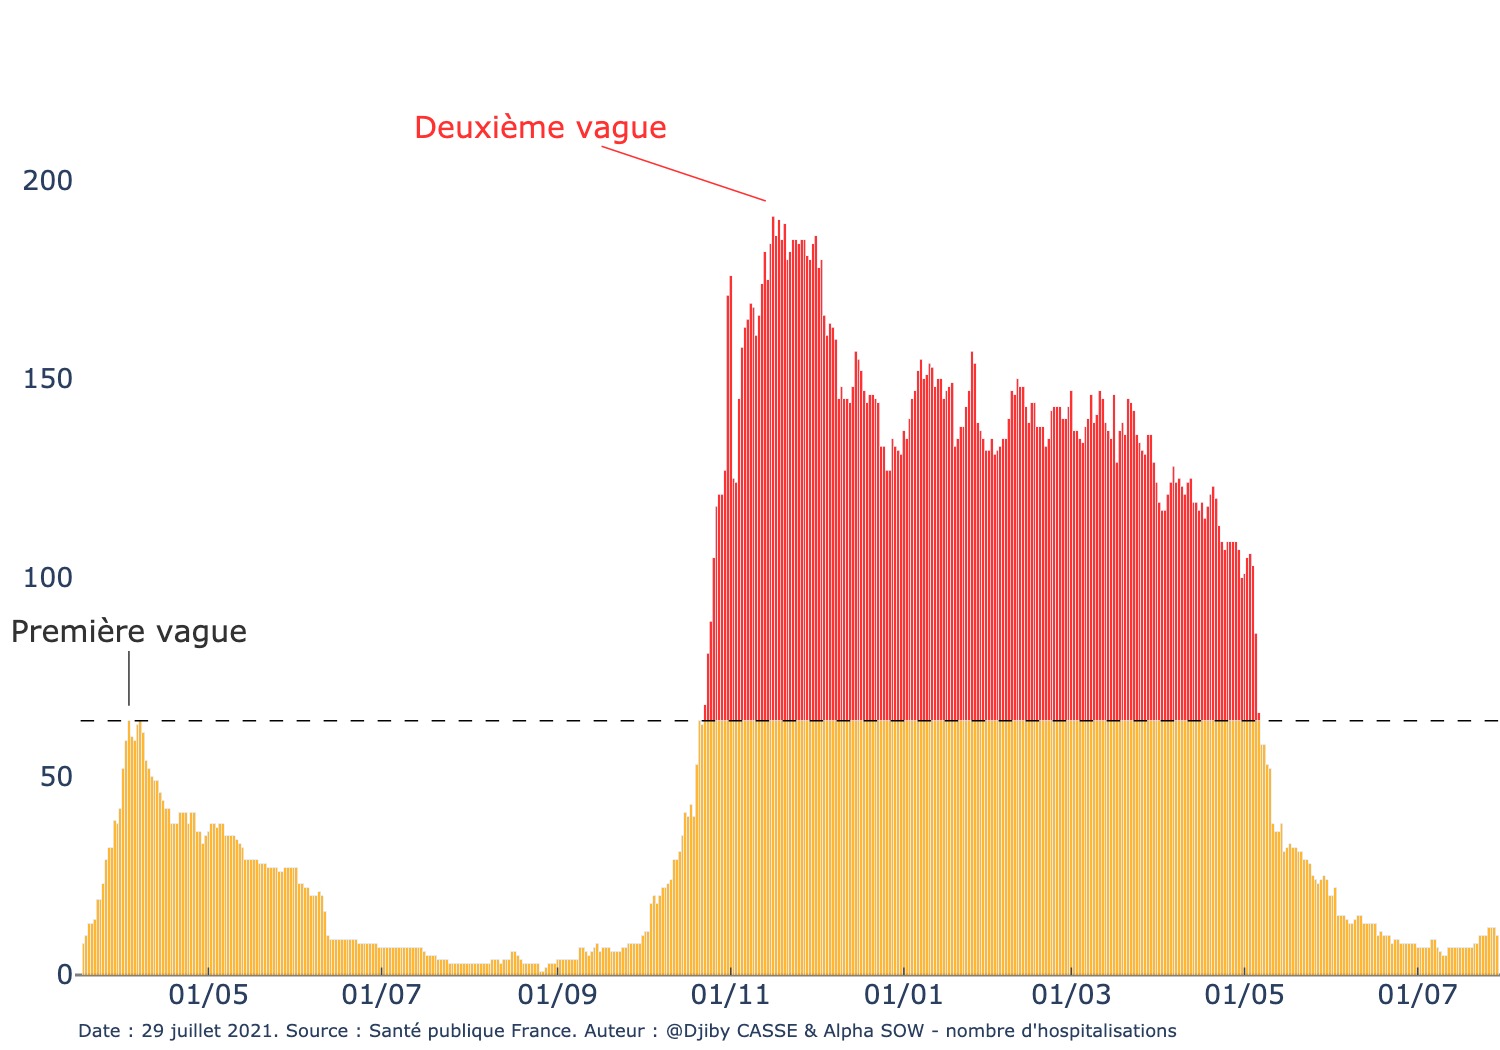 Deuxième vague
200
150
100
Première vague
50
0
01/05 01/07 01/09 01/11 01/01 01/03 01/05 01/07
Date : 29 juillet 2021. Source : Santé publique France. Auteur : @Djiby CASSE & Alpha SOW - nombre d'hospitalisations